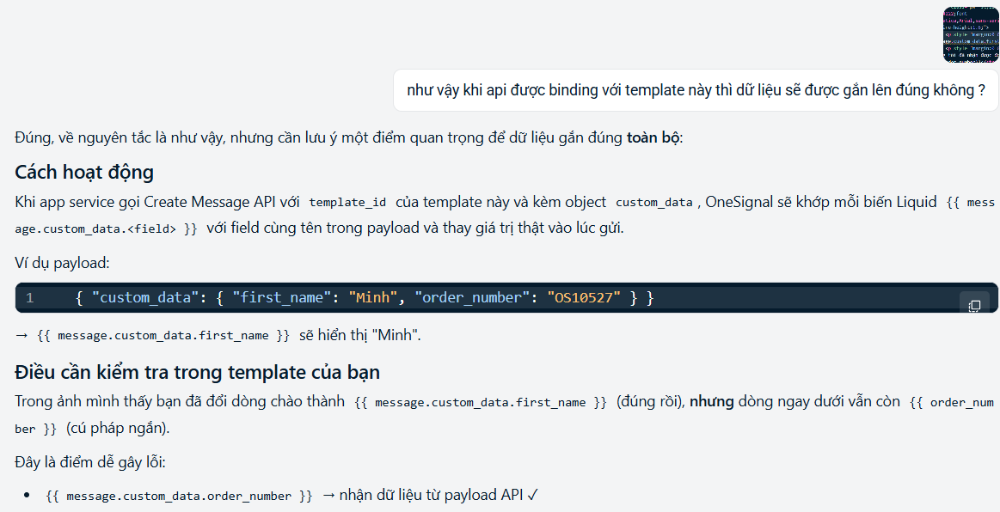 như vậy khi api được binding với template này thì dữ liệu sẽ được gắn lên đúng không ?
Đúng, về nguyên tắc là như vậy, nhưng cần lưu ý một điểm quan trọng để dữ liệu gắn đúng toàn bộ:
Cách hoạt động
Khi app service gọi Create Message API với template_id của template này và kèm object custom_data , OneSignal sẽ khớp mỗi biến Liquid {{ mess
age.custom_data.<field> }} với field cùng tên trong payload và thay giá trị thật vào lúc gửi.
Ví dụ payload:
1 { "custom_data": { "first_name": "Minh", "order_number": "OS10527" } }
→ {{ message.custom_data.first_name }} sẽ hiển thị "Minh".
Điều cần kiểm tra trong template của bạn
Trong ảnh mình thấy bạn đã đổi dòng chào thành {{ message.custom_data.first_name }} (đúng rồi), nhưng dòng ngay dưới vẫn còn {{ order_num
ber }} (cú pháp ngắn).
Đây là điểm dễ gây lỗi:
• {{ message.custom_data.order_number }} → nhận dữ liệu từ payload API ✓